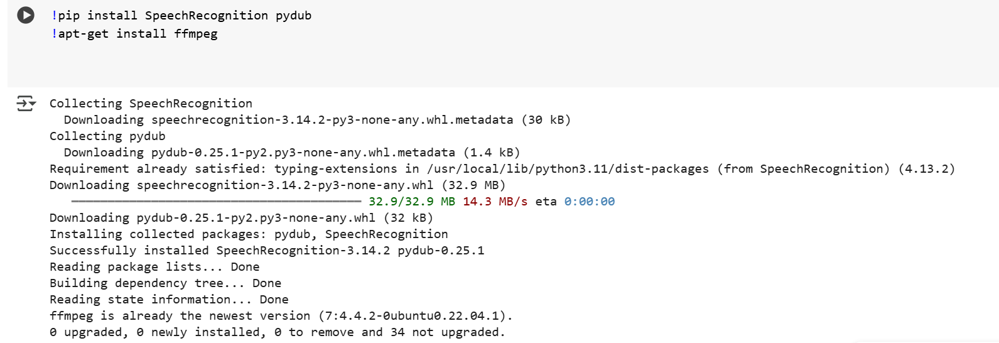 !pip install SpeechRecognition pydub
!apt-get install ffmpeg
Collecting SpeechRecognition
  Downloading speechrecognition-3.14.2-py3-none-any.whl.metadata (30 kB)
Collecting pydub
  Downloading pydub-0.25.1-py2.py3-none-any.whl.metadata (1.4 kB)
Requirement already satisfied: typing-extensions in /usr/local/lib/python3.11/dist-packages (from SpeechRecognition) (4.13.2)
Downloading speechrecognition-3.14.2-py3-none-any.whl (32.9 MB)
32.9/32.9 MB 14.3 MB/s eta 0:00:00
Downloading pydub-0.25.1-py2.py3-none-any.whl (32 kB)
Installing collected packages: pydub, SpeechRecognition
Successfully installed SpeechRecognition-3.14.2 pydub-0.25.1
Reading package lists... Done
Building dependency tree... Done
Reading state information... Done
ffmpeg is already the newest version (7:4.4.2-0ubuntu0.22.04.1).
0 upgraded, 0 newly installed, 0 to remove and 34 not upgraded.